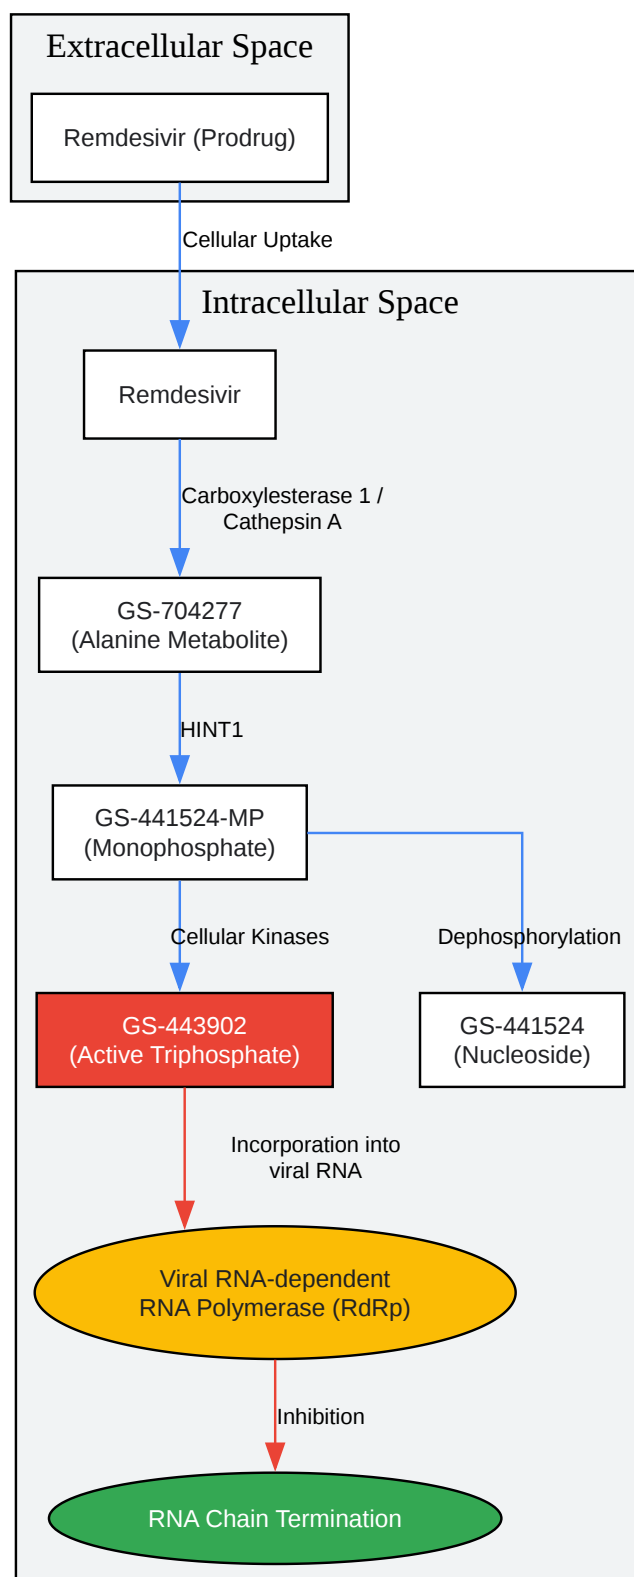 Extracellular Space
Remdesivir (Prodrug)
Cellular Uptake
Intracellular Space
Remdesivir
Carboxylesterase 1 /
Cathepsin A
GS-704277
(Alanine Metabolite)
HINT1
GS-441524-MP
(Monophosphate)
Cellular Kinases
Dephosphorylation
GS-443902
(Active Triphosphate)
GS-441524
(Nucleoside)
Incorporation into
viral RNA
Viral RNA-dependent
RNA Polymerase (RdRp)
Inhibition
RNA Chain Termination